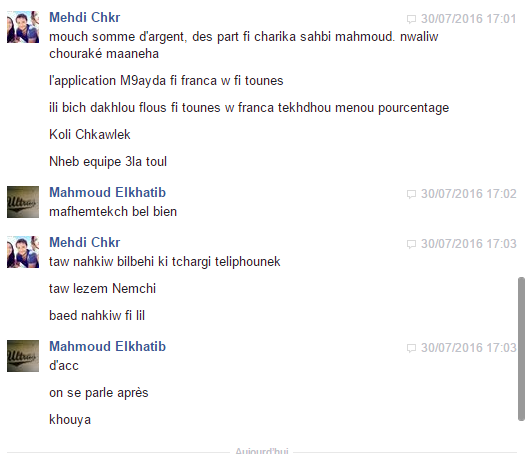 Mehdi Chkr 30/07/2016 17:01
mouch somme d'argent, des part fi charika sahbi mahmoud. nwaliw
chouraké maaneha
l'application M9ayda fi franca w fi tounes
ili bich dakhlou flous fi tounes w franca tekhdhou menou pourcentage
Koli Chkawlek
Nheb equipe 3la toul
Mahmoud Elkhatib 30/07/2016 17:02
mafhemtekch bel bien
Mehdi Chkr 30/07/2016 17:03
taw nahkiw bilbehi ki tchargi teliphounek
taw lezem Nemchi
baed nahkiw fi lil
Mahmoud Elkhatib 30/07/2016 17:03
d'acc
on se parle après
khouya
Aujourd'hui